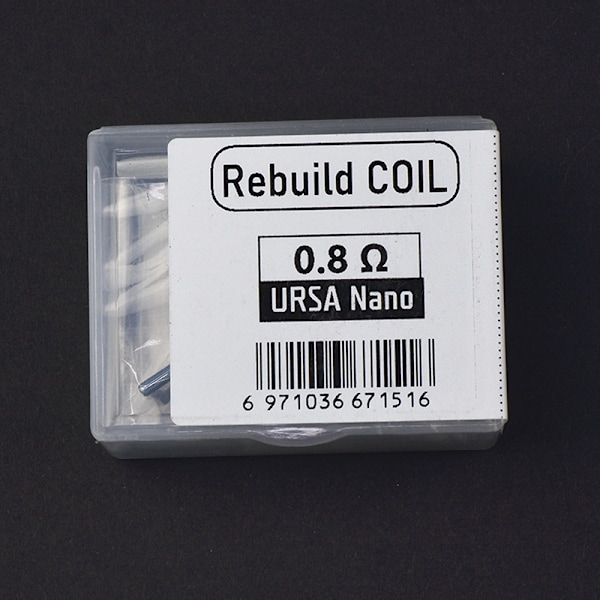 Rebuild COIL
0.8 Ω
URSA Nano
6 971036 671516